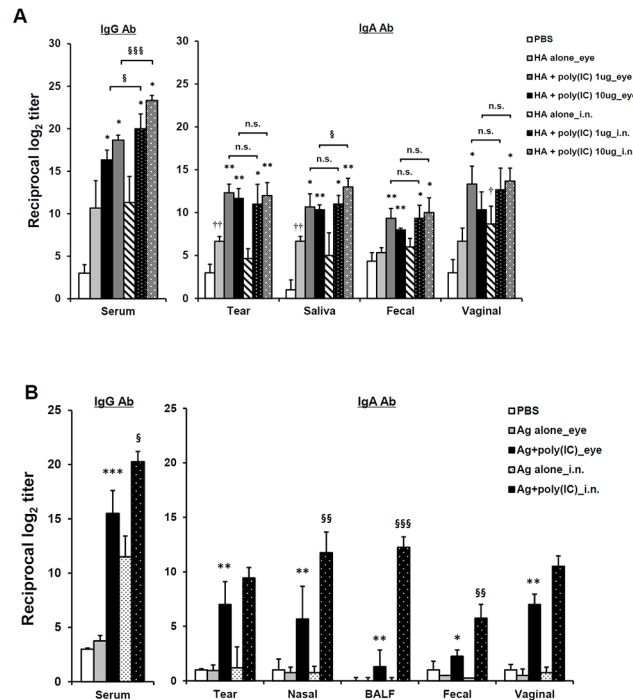 A
IgG Ab
IgA Ab
Reciprocal log2 titer
30
25
20
15
10
5
0
30
25
20
15
10
5
0
§§§
§
*
*
*
*
n.s.
n.s.
††
**
**
*
**
§
n.s.
††
*
**
*
**
n.s.
n.s.
**
**
*
*
n.s.
n.s.
*
†
*
Serum
Tear
Saliva
Fecal
Vaginal
PBS
HA alone_eye
HA + poly(IC) 1ug_eye
HA + poly(IC) 10ug_eye
HA alone_i.n.
HA + poly(IC) 1ug_i.n.
HA + poly(IC) 10ug_i.n.
B
IgG Ab
IgA Ab
Reciprocal log2 titer
25
20
15
10
5
0
25
20
15
10
5
0
***
§
**
**
§§
**
§§§
*
§§
**
Serum
Tear
Nasal
BALF
Fecal
Vaginal
PBS
Ag alone_eye
Ag+poly(IC)_eye
Ag alone_i.n.
Ag+poly(IC)_i.n.